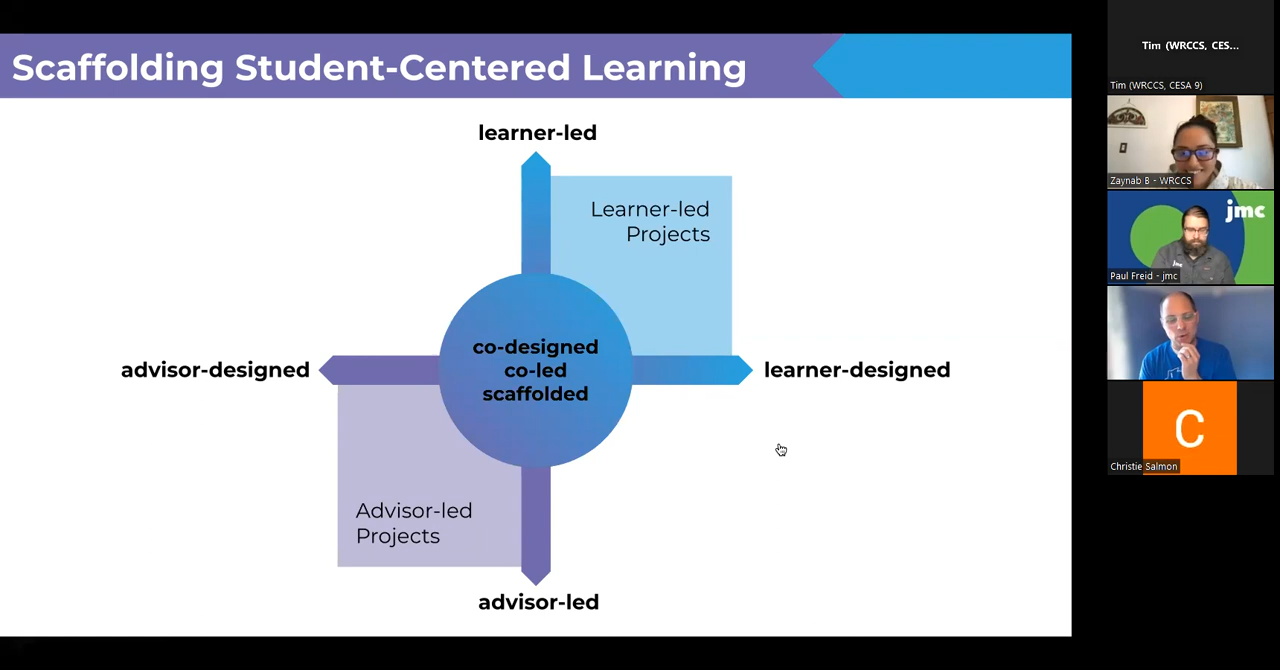 Scaffolding Student-Centered Learning
learner-led
Learner-led
Projects
advisor-designed
co-designed
co-led
scaffolded
learner-designed
Advisor-led
Projects
advisor-led
Tim (WRCCS, CES...
Tim (WRCCS, CESA 9)
Zaynab B - WRCCS
jmc
jmc
Paul Freid - jmc
C
Christie Salmon